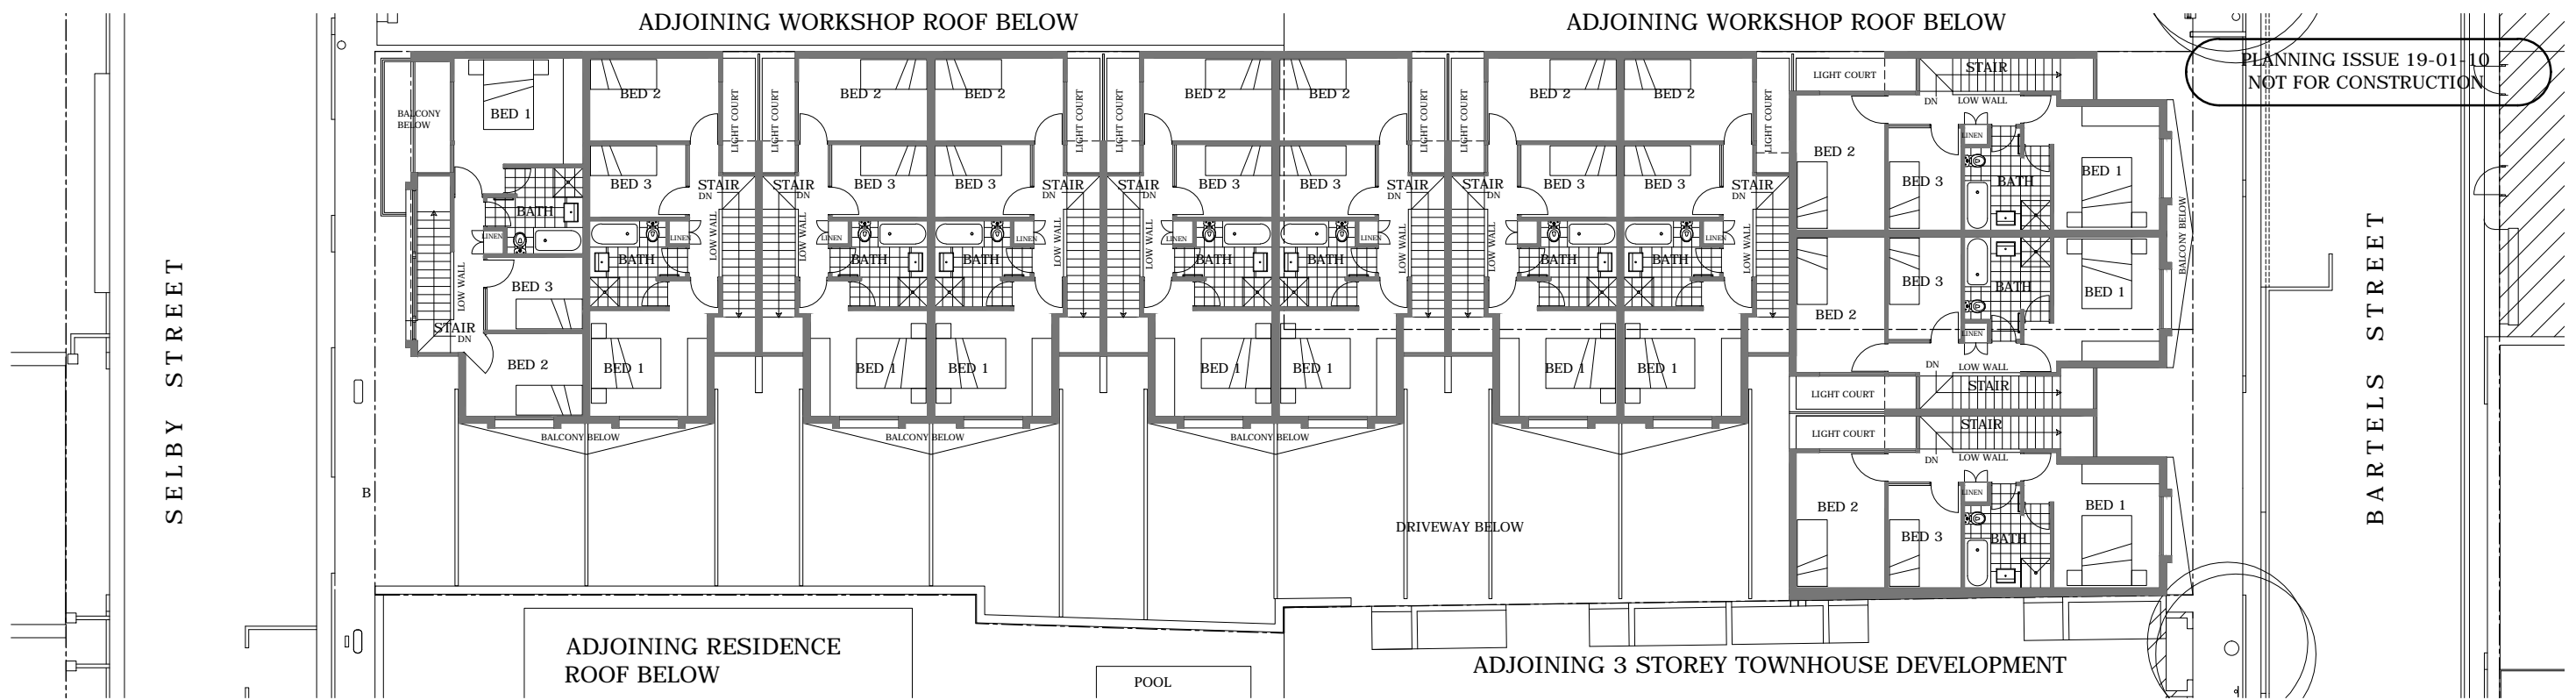 ADJOINING WORKSHOP ROOF BELOW
ADJOINING WORKSHOP ROOF BELOW
PLANNING ISSUE 19-01-10
NOT FOR CONSTRUCTION
SELBY STREET
BALCONY
BELOW
BED 1
BATH
LINEN
LOW WALL
BED 3
STAIR
DN
BED 2
BED 2
BED 3
LIGHT COURT
STAIR
DN
LOW WALL
LINEN
BATH
BED 1
BALCONY BELOW
BED 2
BED 3
LIGHT COURT
STAIR
DN
LOW WALL
LINEN
BATH
BED 1
BED 2
BED 3
LIGHT COURT
STAIR
DN
LOW WALL
LINEN
BATH
BED 1
BALCONY BELOW
BED 2
BED 3
LIGHT COURT
STAIR
DN
LOW WALL
LINEN
BATH
BED 1
BED 2
BED 3
LIGHT COURT
STAIR
DN
LOW WALL
LINEN
BATH
BED 1
BALCONY BELOW
BED 2
BED 3
LIGHT COURT
STAIR
DN
LOW WALL
LINEN
BATH
BED 1
BED 2
BED 3
LIGHT COURT
STAIR
DN
LOW WALL
LINEN
BATH
BED 1
LIGHT COURT
STAIR
DN
LOW WALL
BED 2
BED 3
LINEN
BATH
BED 1
BALCONY BELOW
BED 2
BED 3
BATH
LINEN
BED 1
DN
LOW WALL
LIGHT COURT
STAIR
LIGHT COURT
STAIR
DN
LOW WALL
LINEN
BED 2
BED 3
BATH
BED 1
BARTELS STREET
B
DRIVEWAY BELOW
ADJOINING RESIDENCE
ROOF BELOW
POOL
ADJOINING 3 STOREY TOWNHOUSE DEVELOPMENT